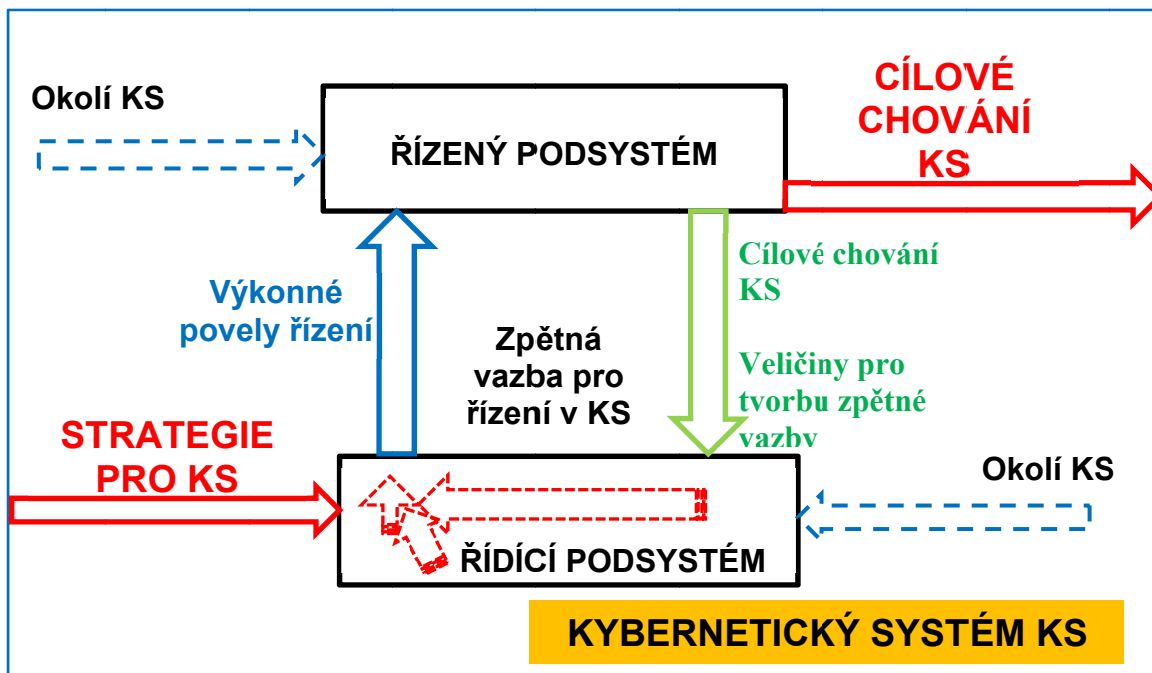 Okolí KS
ŘÍZENÝ PODSYSTÉM
CÍLOVÉ
CHOVÁNÍ
KS
Výkonné
povely řízení
Zpětná
vazba pro
řízení v KS
Cílové chování
KS
Veličiny pro
tvorbu zpětné
vazby
STRATEGIE
PRO KS
Okolí KS
ŘÍDÍCÍ PODSYSTÉM
KYBERNETICKÝ SYSTÉM KS